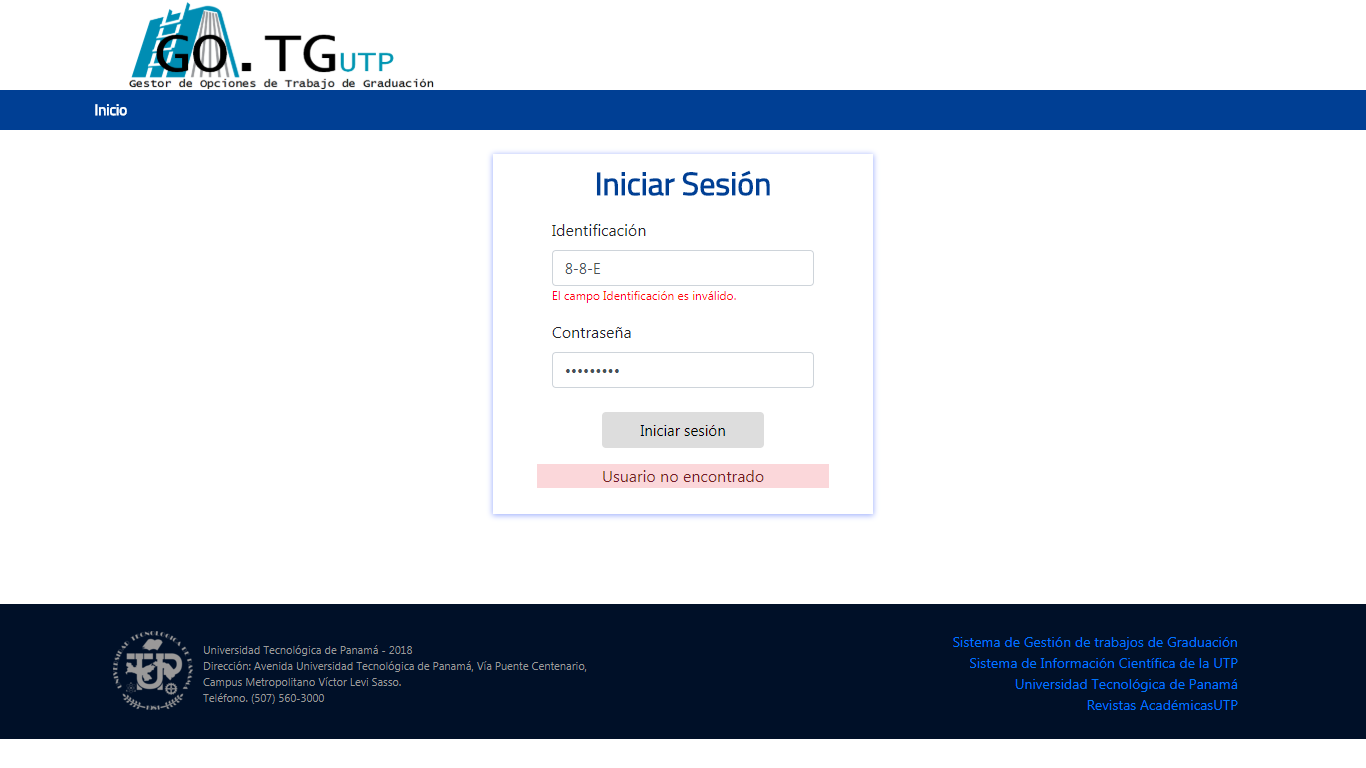 GO.TG UTP
Gestor de Opciones de Trabajo de Graduación
Inicio
Iniciar Sesión
Identificación
8-8-E
El campo Identificación es inválido.
Contraseña
•••••••••
Iniciar sesión
Usuario no encontrado
UTP
Universidad Tecnológica de Panamá - 2018
Dirección: Avenida Universidad Tecnológica de Panamá, Vía Puente Centenario,
Campus Metropolitano Víctor Levi Sasso.
Teléfono. (507) 560-3000
Sistema de Gestión de trabajos de Graduación
Sistema de Información Científica de la UTP
Universidad Tecnológica de Panamá
Revistas AcadémicasUTP